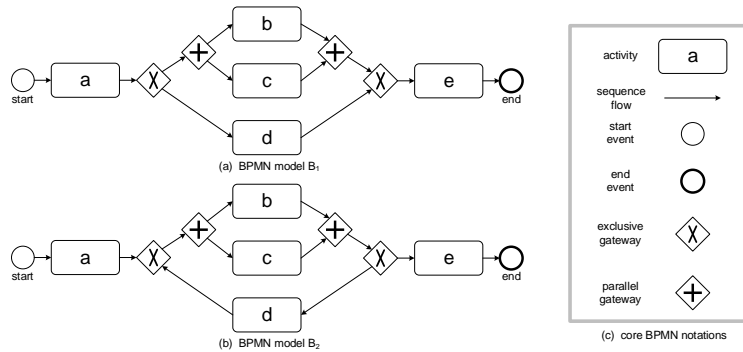 b
a
c
e
start
end
d
(a) BPMN model B₁
b
a
c
e
start
end
d
(b) BPMN model B₂
activity
a
sequence
flow
start
event
end
event
exclusive
gateway
parallel
gateway
(c) core BPMN notations